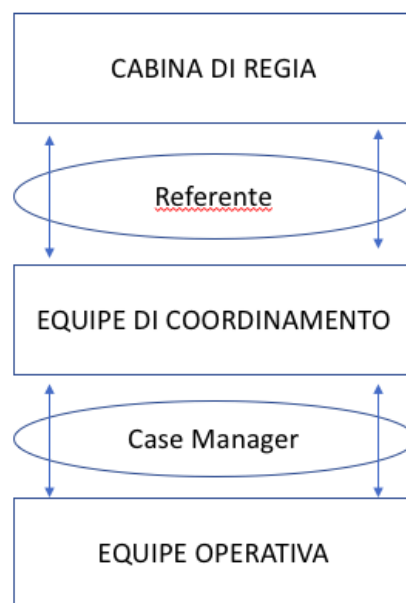 CABINA DI REGIA
Referente
EQUIPE DI COORDINAMENTO
Case Manager
EQUIPE OPERATIVA